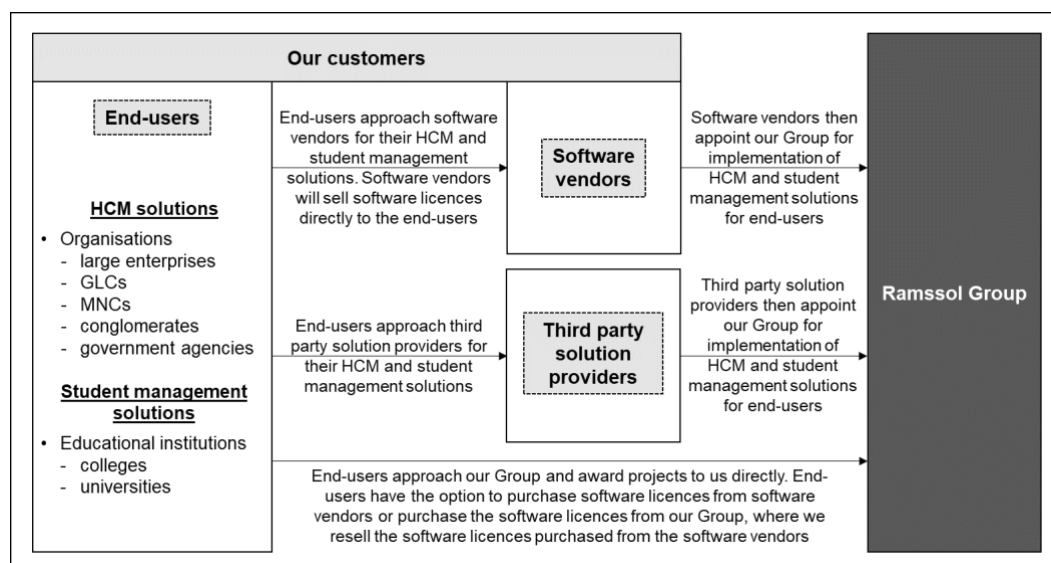 Our customers
End-users
HCM solutions
• Organisations
- large enterprises
- GLCs
- MNCs
- conglomerates
- government agencies
Student management
solutions
• Educational institutions
- colleges
- universities
End-users approach software
vendors for their HCM and
student management
solutions. Software vendors
will sell software licences
directly to the end-users
Software
vendors
Software vendors then
appoint our Group for
implementation of
HCM and student
management solutions
for end-users
End-users approach third
party solution providers for
their HCM and student
management solutions
Third party
solution
providers
Third party solution
providers then appoint
our Group for
implementation of
HCM and student
management solutions
for end-users
End-users approach our Group and award projects to us directly. End-
users have the option to purchase software licences from software
vendors or purchase the software licences from our Group, where we
resell the software licences purchased from the software vendors
Ramssol Group